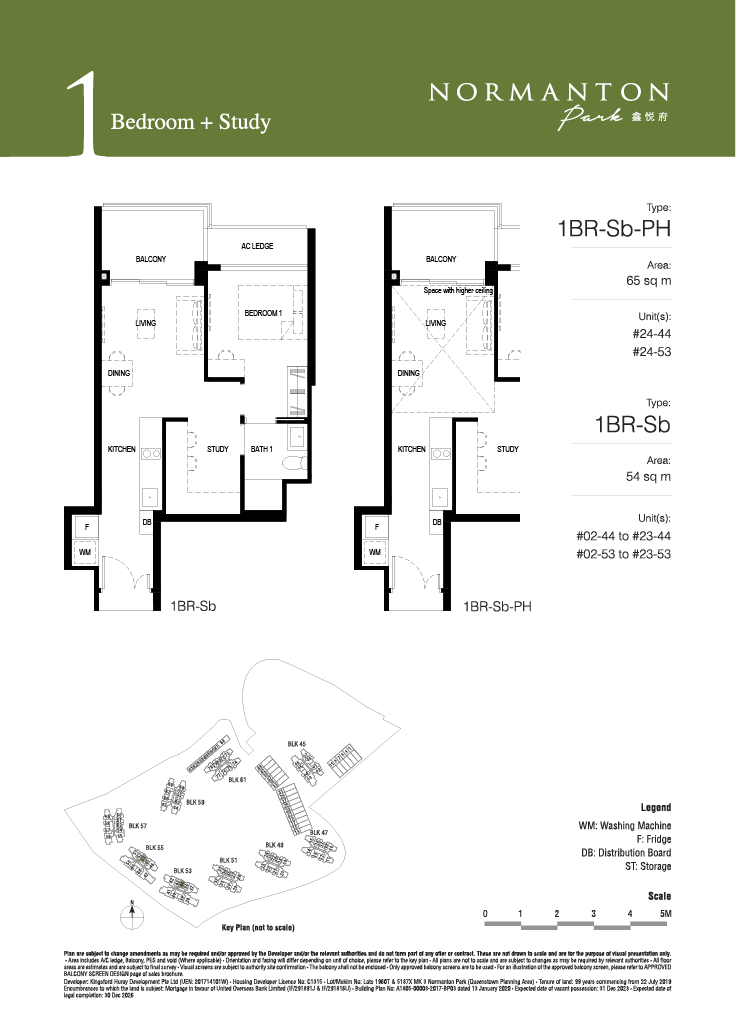 1
Bedroom + Study
NORMANTON
Park 鑫悦府
BALCONY
AC LEDGE
LIVING
BEDROOM 1
DINING
KITCHEN
STUDY
BATH 1
DB
F
WM
1BR-Sb
BALCONY
Space with higher ceiling
LIVING
DINING
KITCHEN
STUDY
DB
F
WM
1BR-Sb-PH
Type:
1BR-Sb-PH
Area:
65 sq m
Unit(s):
#24-44
#24-53
Type:
1BR-Sb
Area:
54 sq m
Unit(s):
#02-44 to #23-44
#02-53 to #23-53
BLK 45
BLK 61
BLK 59
BLK 57
BLK 55
BLK 53
BLK 51
BLK 49
BLK 47
N
Key Plan (not to scale)
Legend
WM: Washing Machine
F: Fridge
DB: Distribution Board
ST: Storage
Scale
0 1 2 3 4 5M
Plan are subject to change amendments as may be required and/or approved by the Developer and/or the relevant authorities and do not form part of any offer or contract. These are not drawn to scale and are for the purpose of visual presentation only.
• Area includes A/C ledge, Balcony, PES and void (Where applicable) • Orientation and facing will differ depending on unit of choice, please refer to the key plan • All plans are not to scale and are subject to changes as may be required by relevant authorities • All floor
areas are estimates and are subject to final survey • Visual screens are subject to authority site confirmation • The balcony shall not be enclosed • Only approved balcony screens are to be used • For an illustration of the approved balcony screen, please refer to APPROVED
BALCONY SCREEN DESIGN page of sales brochure.
Developer: Kingsford Huray Development Pte Ltd (UEN: 201714101W) • Housing Developer Licence No: C1315 • Lot/Mukim No: Lots 1960T & 5187X MK 3 Normanton Park (Queenstown Planning Area) • Tenure of land: 99 years commencing from 22 July 2019
Encumbrances to which the land is subject: Mortgage in favour of United Overseas Bank Limited (IF/291891J & IF/291916U) • Building Plan No: A1805-00003-2017-BP03 dated 13 January 2020 • Expected date of vacant possession: 31 Dec 2023 • Expected date of
legal completion: 30 Dec 2026